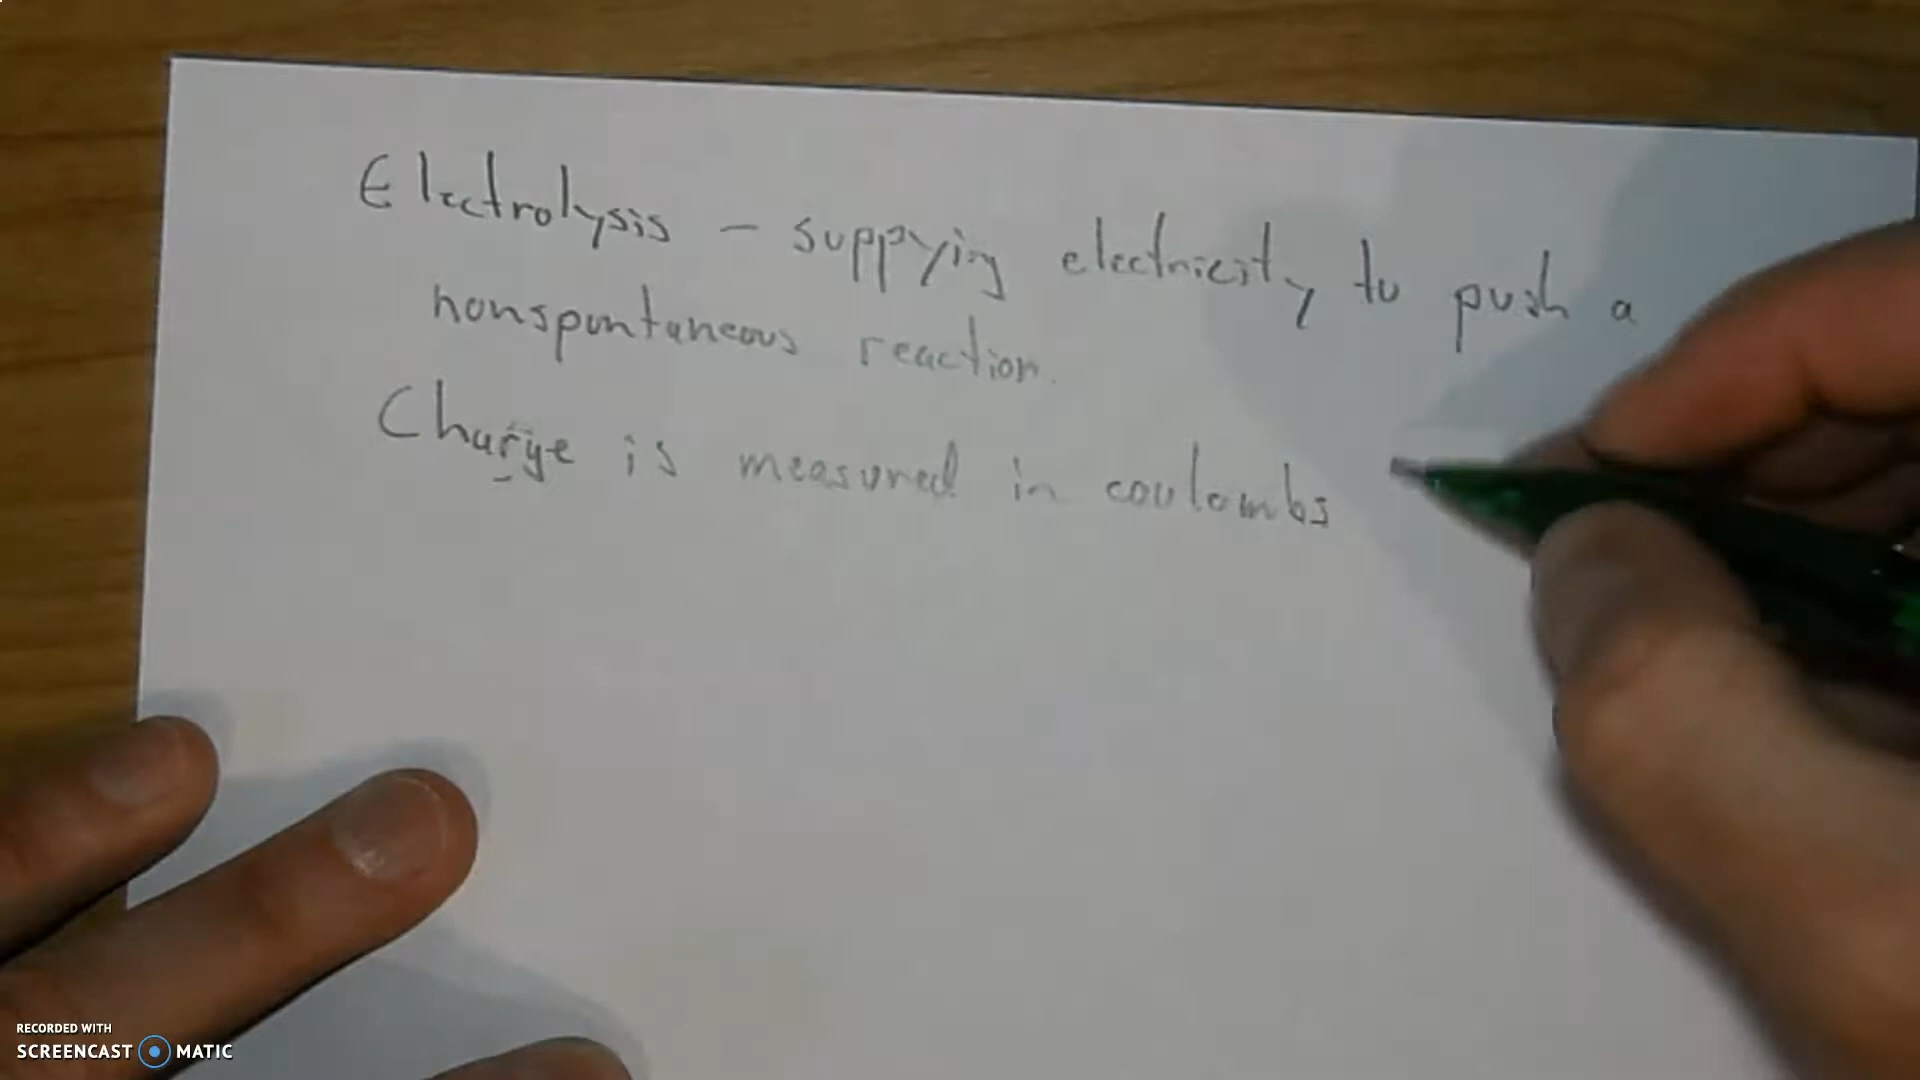 Electrolysis – suppying electricity to push a
nonspontaneous reaction.
Charge is measured in coulombs
RECORDED WITH
SCREENCAST MATIC